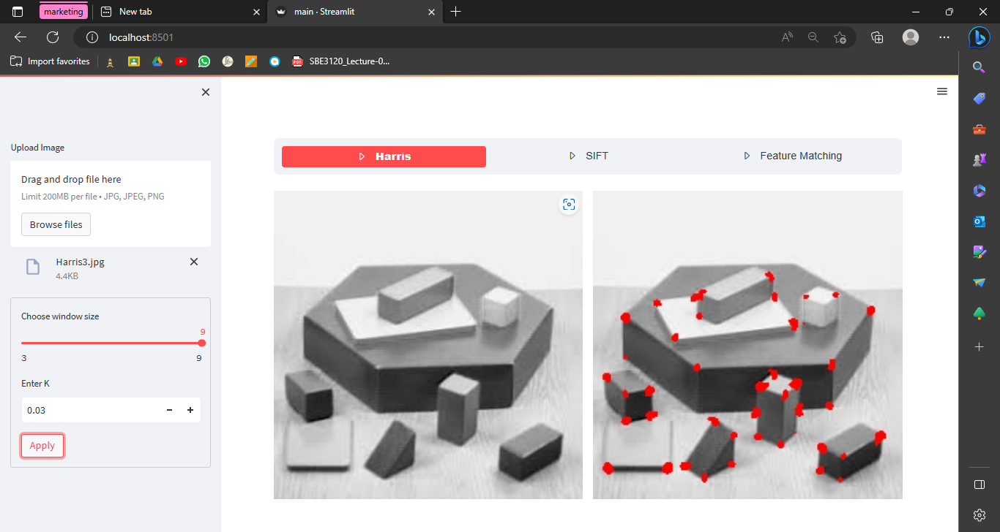 marketing
New tab
main · Streamlit
localhost:8501
Import favorites
PDF
SBE3120_Lecture-0...
Upload Image
Drag and drop file here
Limit 200MB per file • JPG, JPEG, PNG
Browse files
Harris3.jpg
4.4KB
Choose window size
9
3
9
Enter K
0.03
Apply
Harris
SIFT
Feature Matching